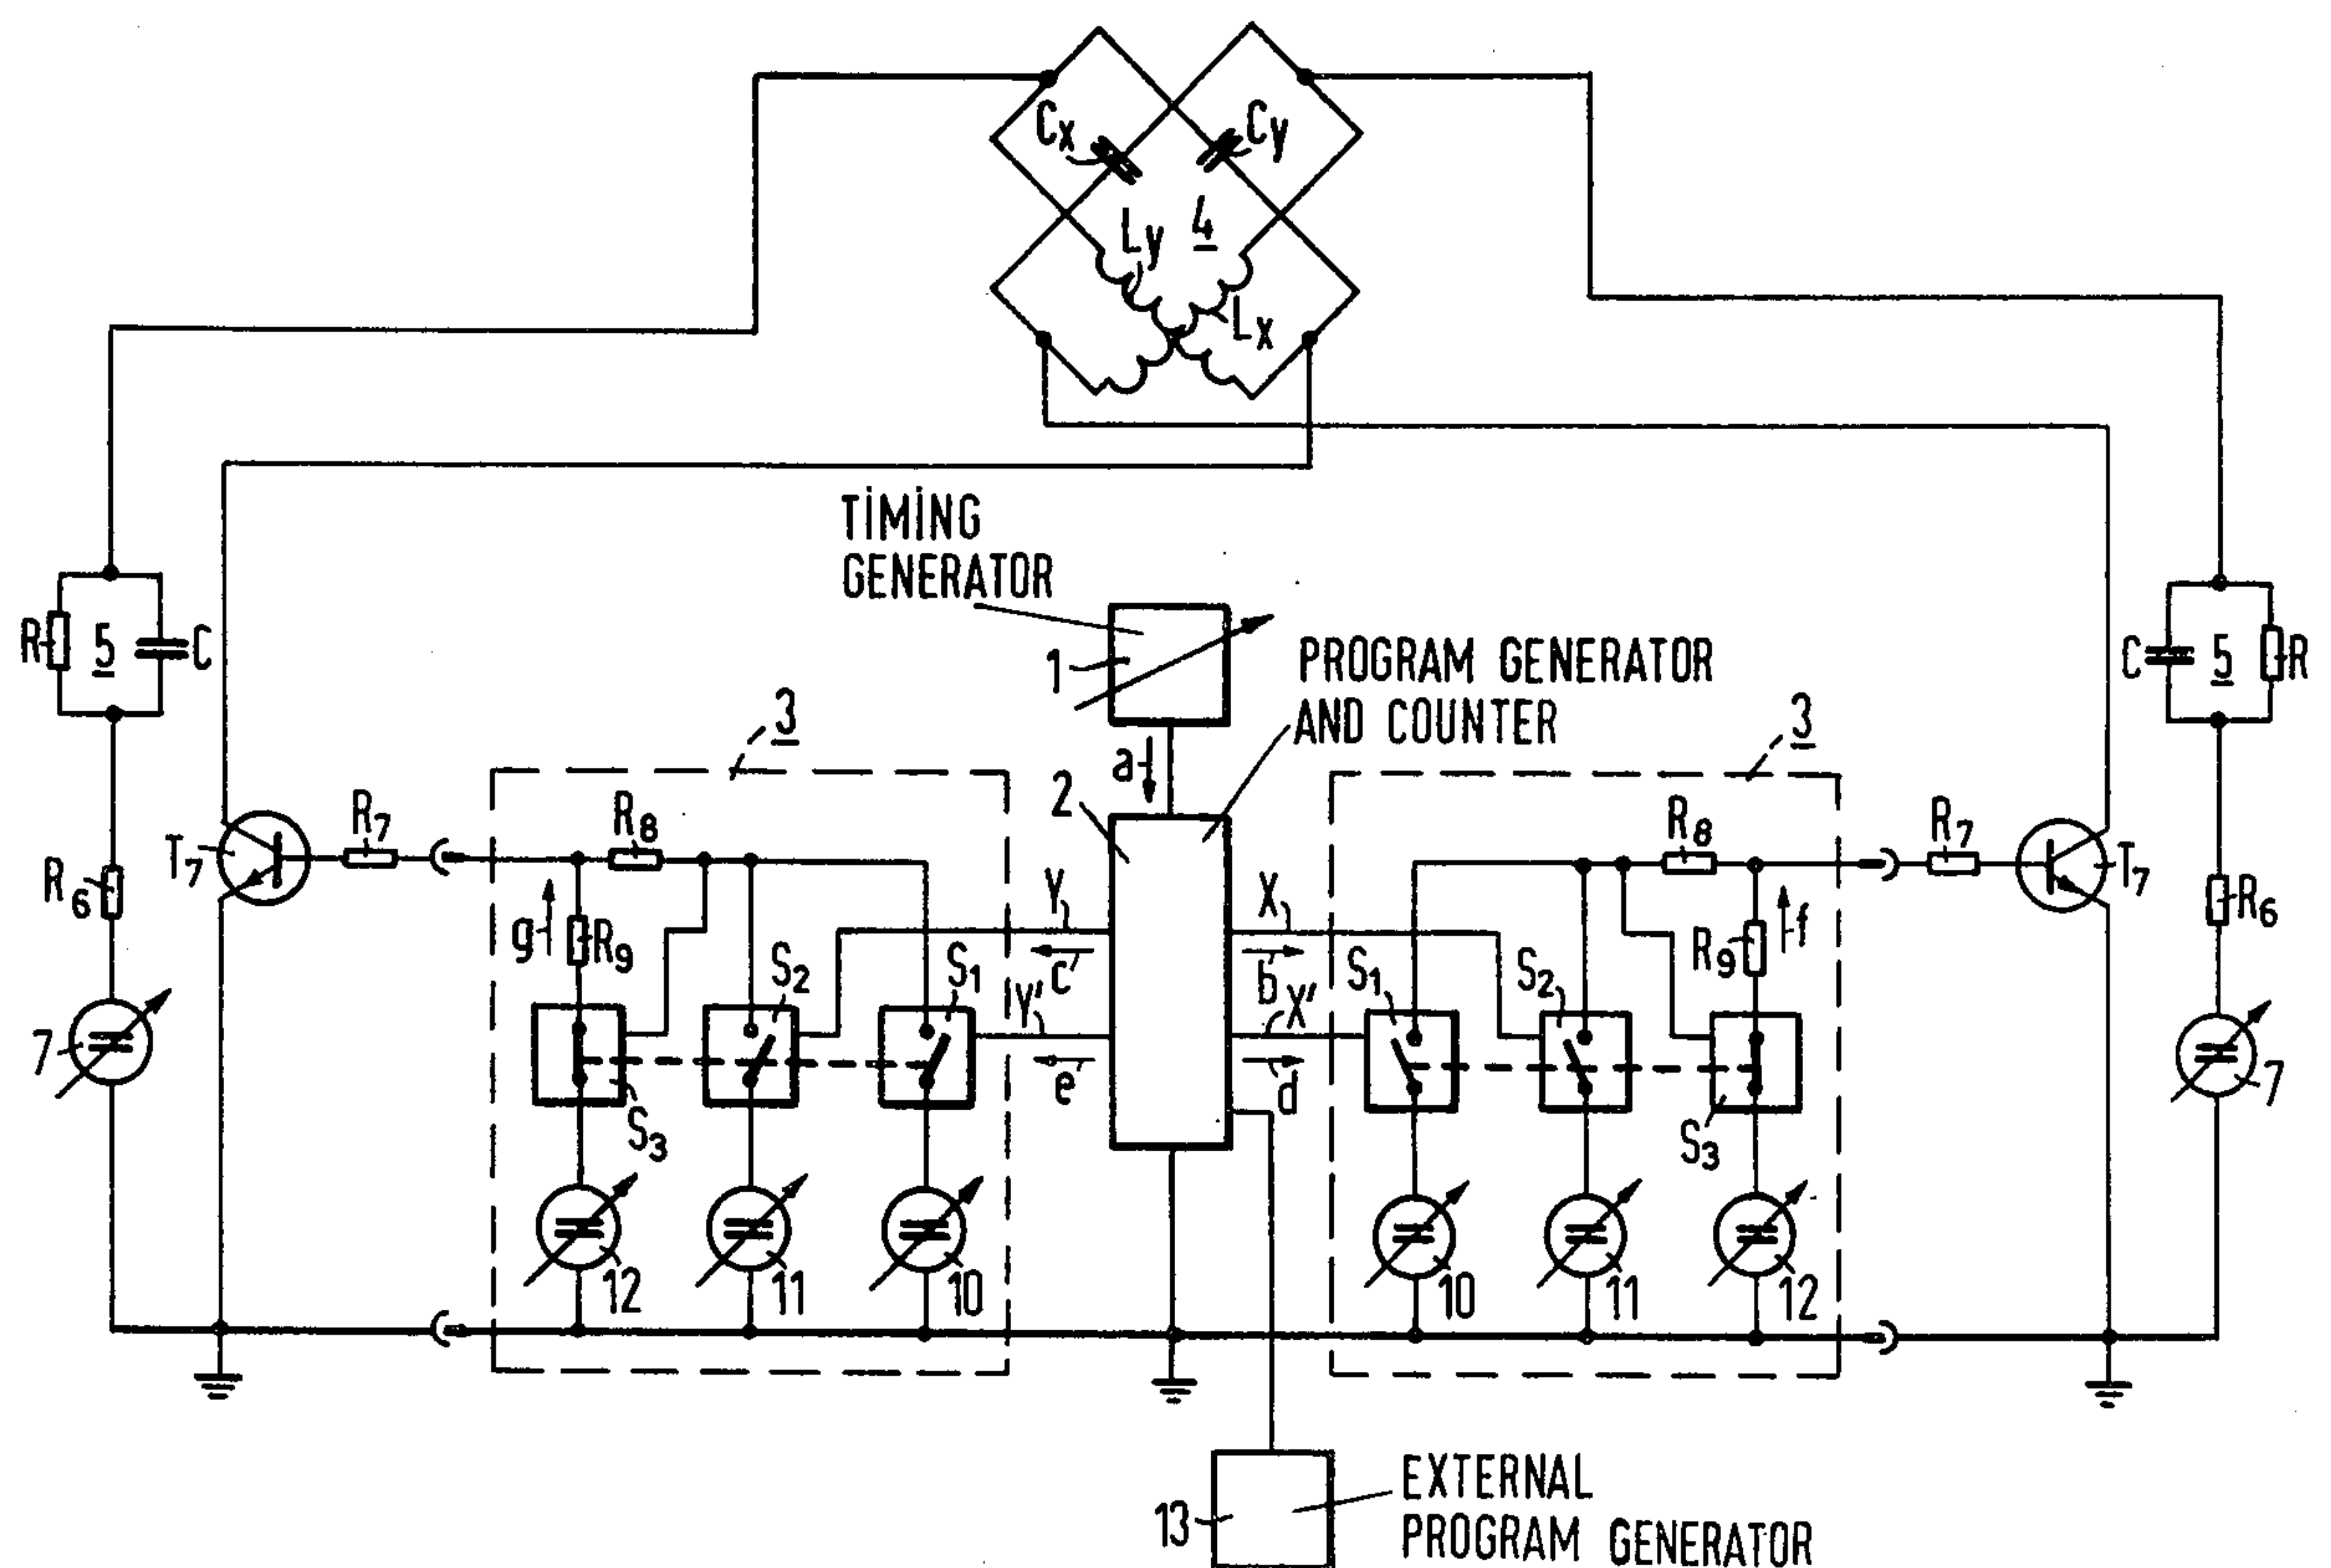 Cx
Cy
Ly
4
Lx
TIMING
GENERATOR
R
5
C
1
PROGRAM GENERATOR
AND COUNTER
C
5
R
3
3
a
2
R7
R8
R8
R7
T7
T7
R6
R6
g
R9
S2
Y
S1
c
X
b
S1
S2
R9
f
Y'
X'
7
7
e
d
S3
S3
12
11
10
10
11
12
13
EXTERNAL
PROGRAM GENERATOR